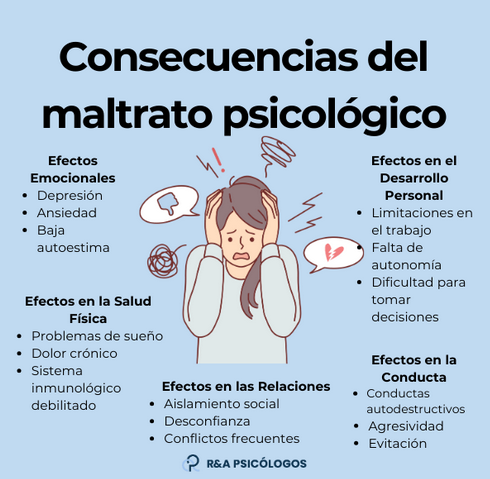 Consecuencias del
maltrato psicológico
Efectos
Emocionales
• Depresión
• Ansiedad
• Baja
autoestima
Efectos en el
Desarrollo
Personal
• Limitaciones en
el trabajo
• Falta de
autonomía
• Dificultad para
tomar
decisiones
Efectos en la Salud
Física
• Problemas de sueño
• Dolor crónico
• Sistema
inmunológico
debilitado
Efectos en las Relaciones
• Aislamiento social
• Desconfianza
• Conflictos frecuentes
Efectos en la
Conducta
• Conductas
autodestructivos
• Agresividad
• Evitación
R&A PSICÓLOGOS